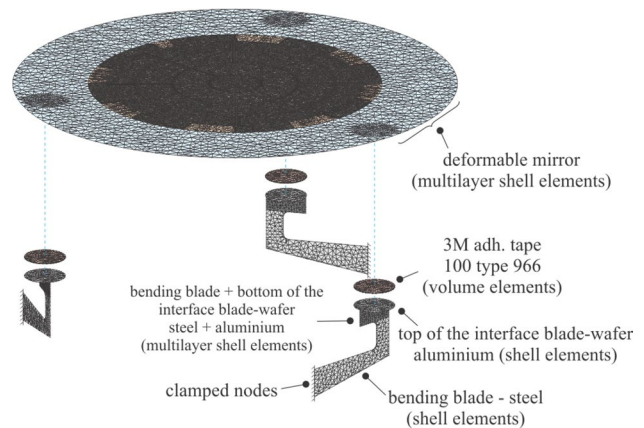 deformable mirror
(multilayer shell elements)
3M adh. tape
100 type 966
(volume elements)
bending blade + bottom of the
interface blade-wafer
steel + aluminium
(multilayer shell elements)
top of the interface blade-wafer
aluminium (shell elements)
clamped nodes
bending blade - steel
(shell elements)